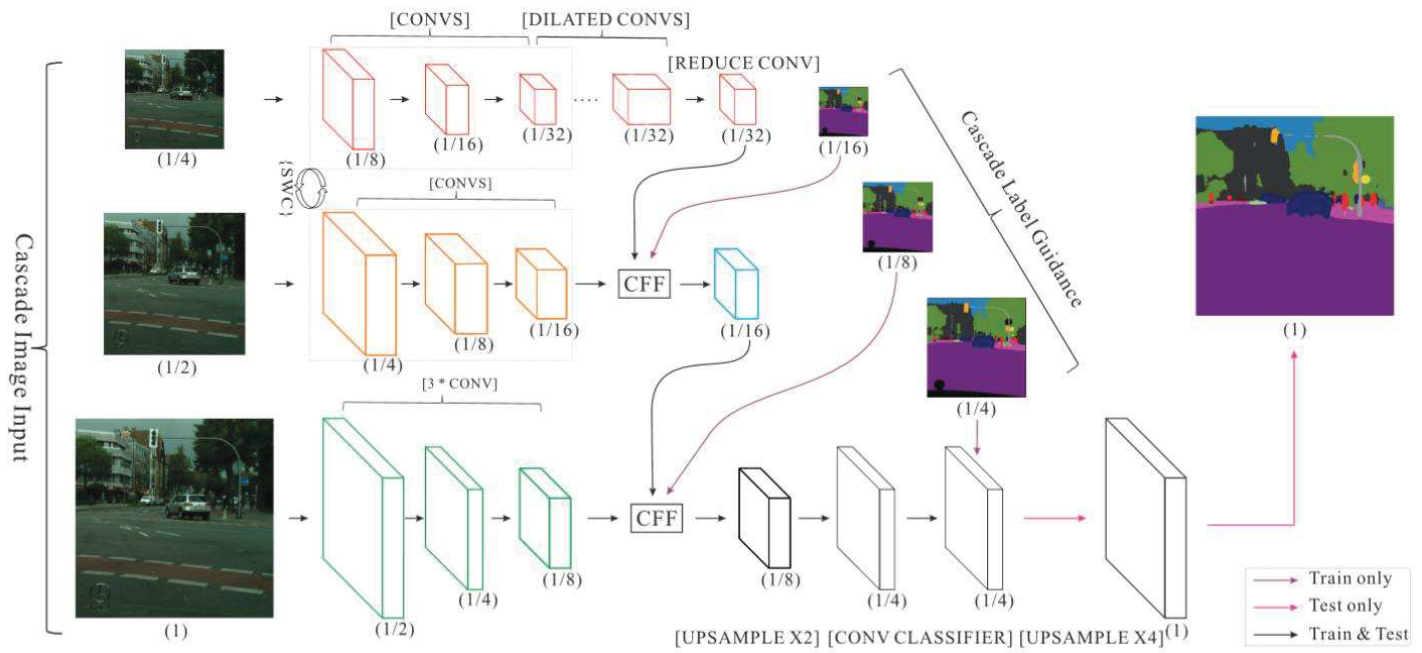 [CONVS]
[DILATED CONVS]
[REDUCE CONV]
(1/4)
(1/8)
(1/16)
(1/32)
....
(1/32)
(1/32)
(1/16)
{SWC}
[CONVS]
(1/2)
(1/4)
(1/8)
(1/16)
CFF
(1/16)
(1/8)
Cascade Label Guidance
(1)
Cascade Image Input
[3 * CONV]
(1)
(1/2)
(1/4)
(1/8)
CFF
(1/8)
(1/4)
(1/4)
(1/4)
(1)
[UPSAMPLE X2] [CONV CLASSIFIER] [UPSAMPLE X4]
Train only
Test only
Train & Test